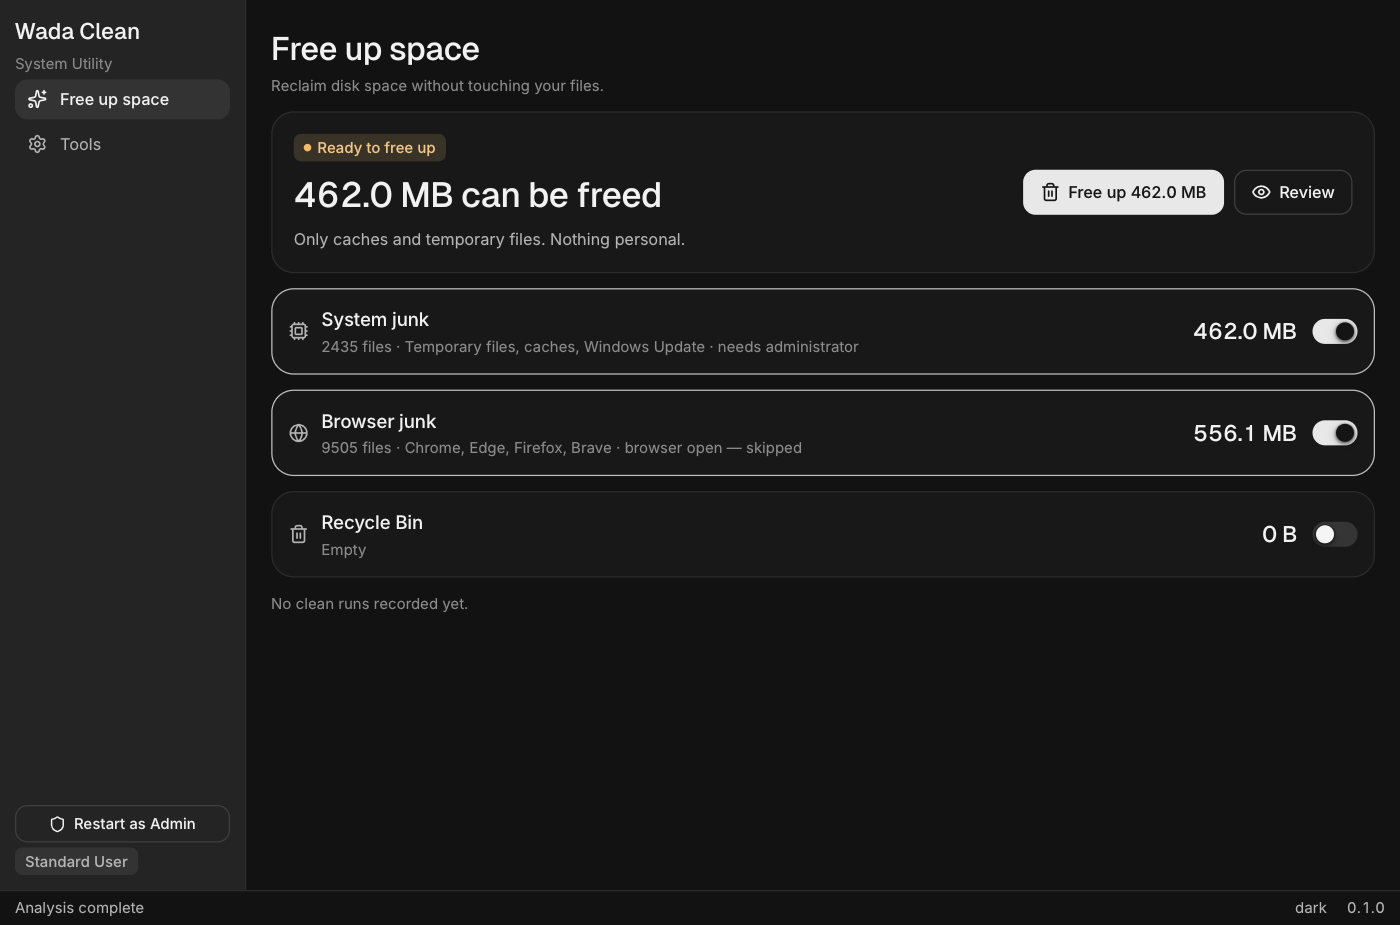 Wada Clean
System Utility
Free up space
Tools
Restart as Admin
Standard User
Free up space
Reclaim disk space without touching your files.
Ready to free up
462.0 MB can be freed
Only caches and temporary files. Nothing personal.
Free up 462.0 MB
Review
System junk
2435 files · Temporary files, caches, Windows Update · needs administrator
462.0 MB
Browser junk
9505 files · Chrome, Edge, Firefox, Brave · browser open — skipped
556.1 MB
Recycle Bin
Empty
0 B
No clean runs recorded yet.
Analysis complete
dark 0.1.0